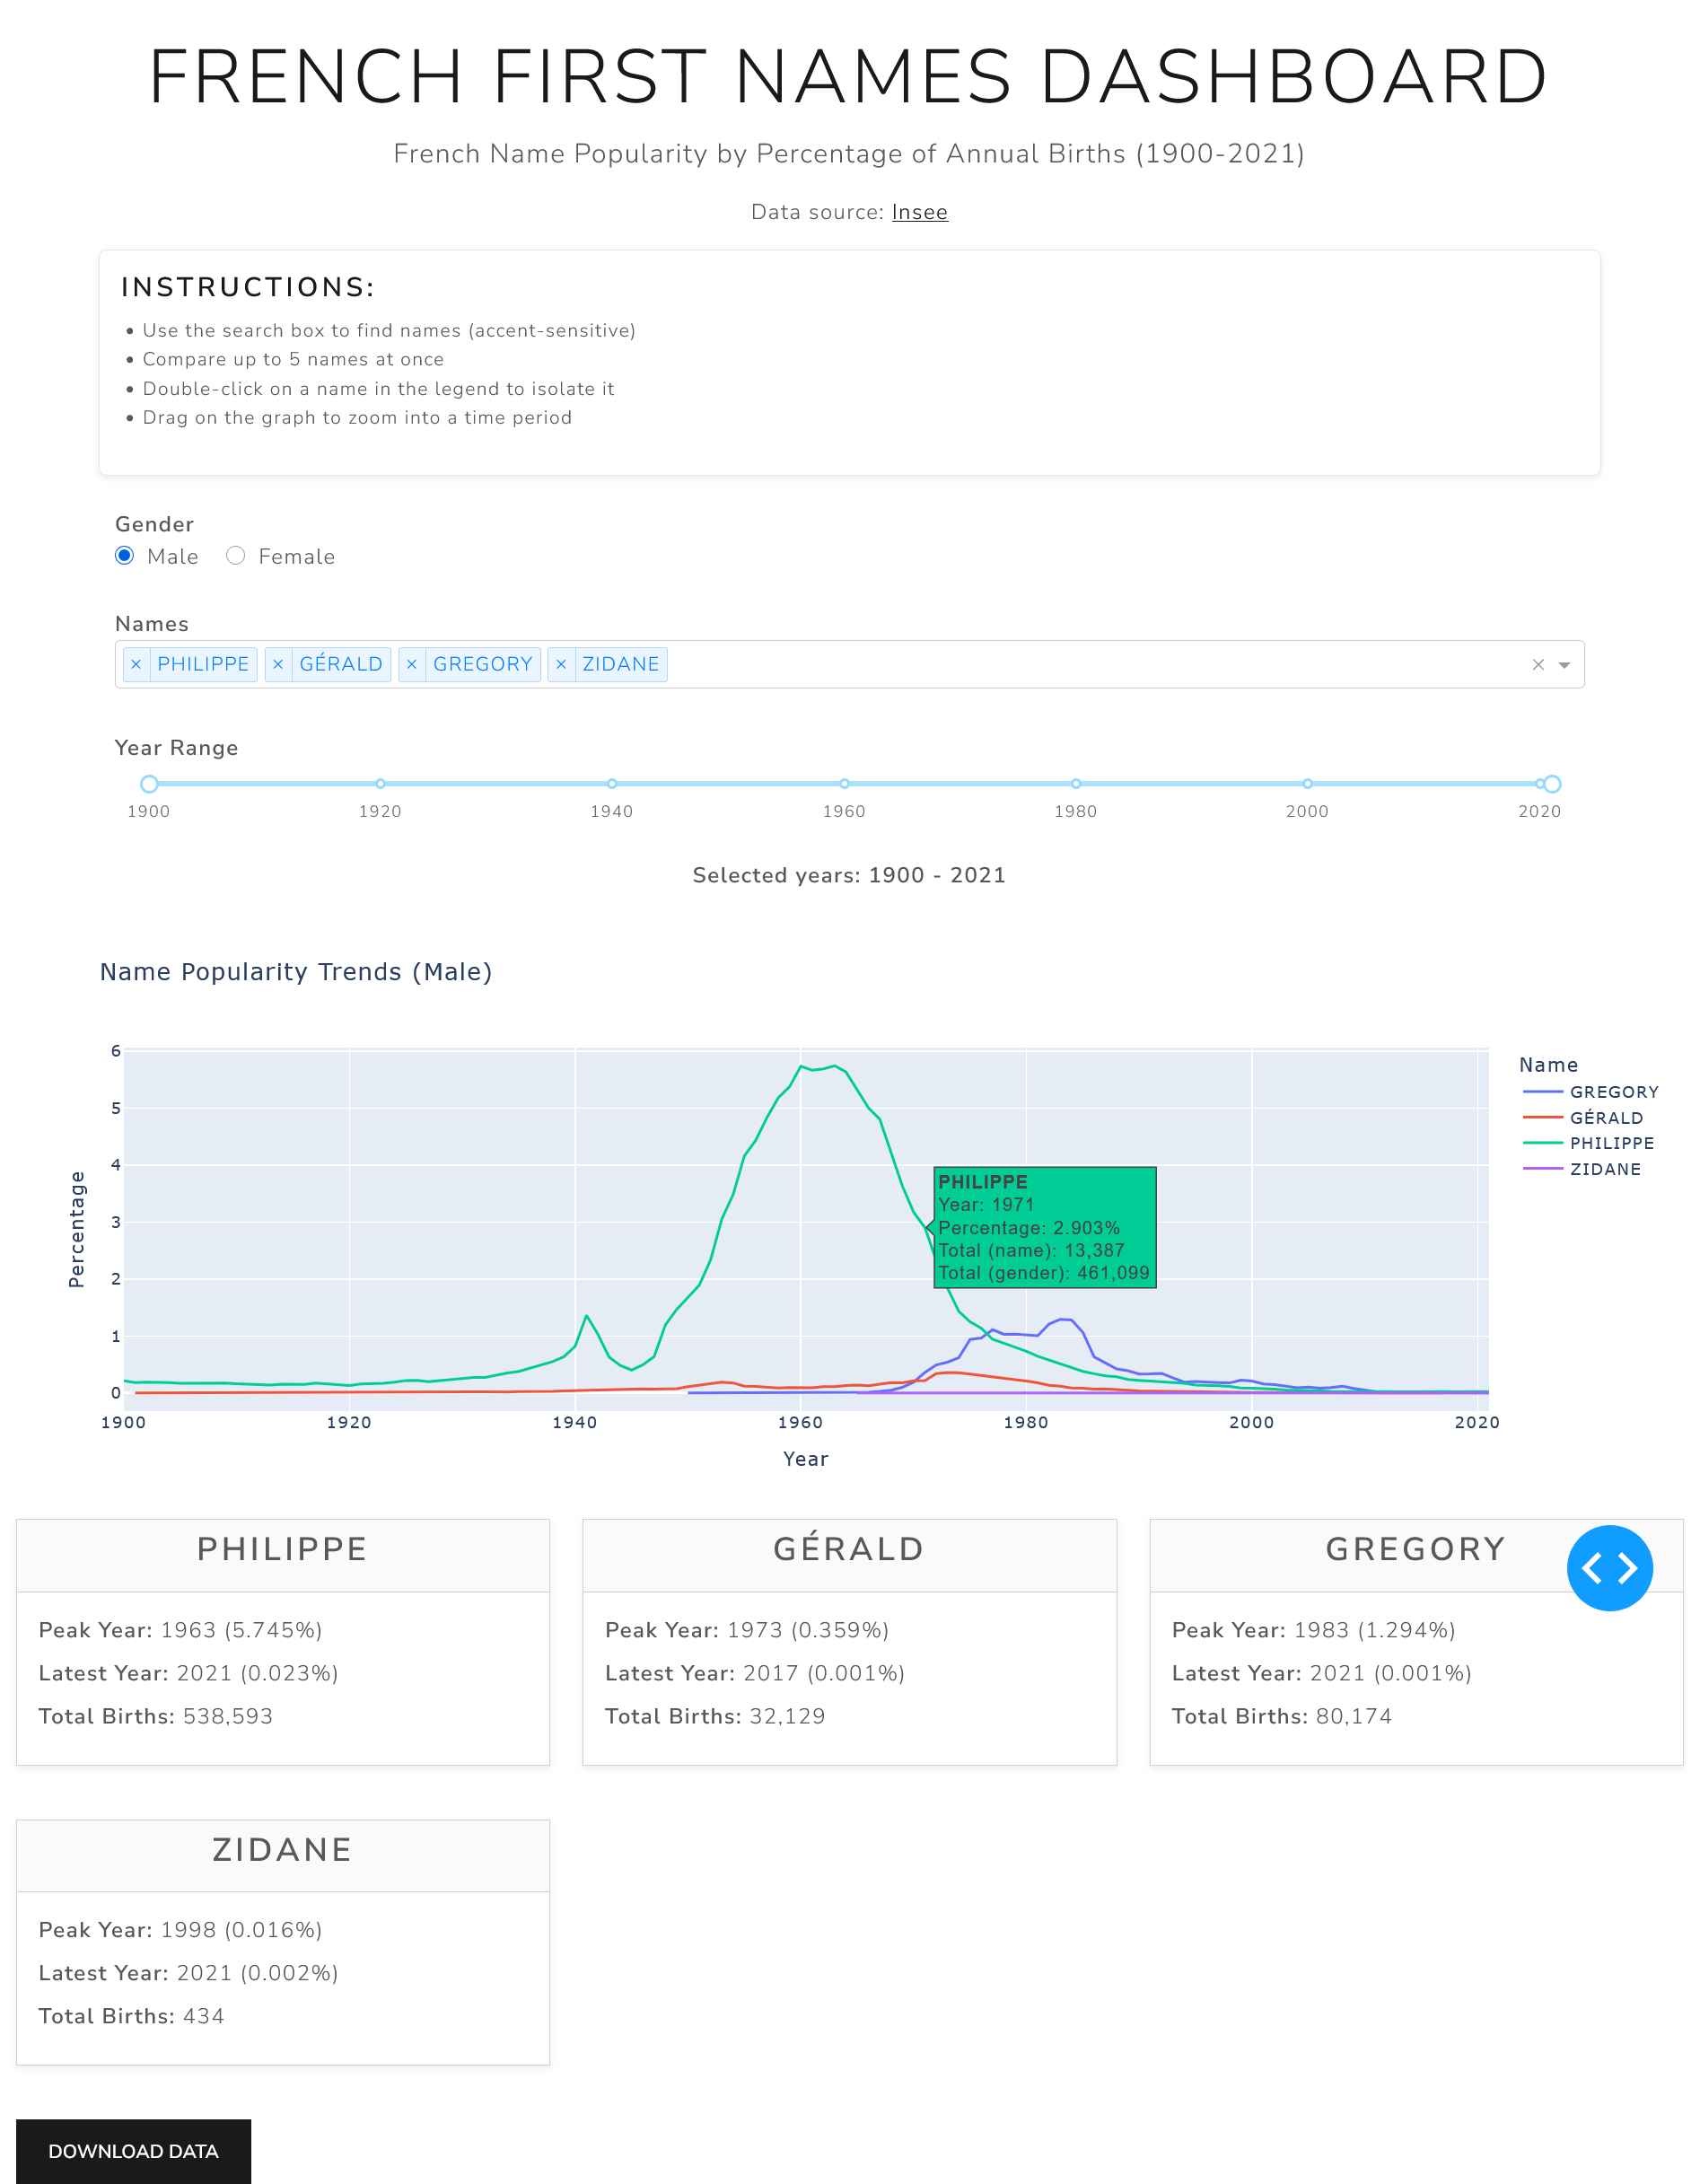 FRENCH FIRST NAMES DASHBOARD
French Name Popularity by Percentage of Annual Births (1900-2021)
Data source: Insee
INSTRUCTIONS:
• Use the search box to find names (accent-sensitive)
• Compare up to 5 names at once
• Double-click on a name in the legend to isolate it
• Drag on the graph to zoom into a time period
Gender
Male Female
Names
× PHILIPPE × GÉRALD × GREGORY × ZIDANE ×
Year Range
1900 1920 1940 1960 1980 2000 2020
Selected years: 1900 - 2021
Name Popularity Trends (Male)
6
5
4
3
2
1
0
Percentage
1900 1920 1940 1960 1980 2000 2020
Year
PHILIPPE
Year: 1971
Percentage: 2.903%
Total (name): 13,387
Total (gender): 461,099
Name
GREGORY
GÉRALD
PHILIPPE
ZIDANE
PHILIPPE
Peak Year: 1963 (5.745%)
Latest Year: 2021 (0.023%)
Total Births: 538,593
GÉRALD
Peak Year: 1973 (0.359%)
Latest Year: 2017 (0.001%)
Total Births: 32,129
GREGORY
Peak Year: 1983 (1.294%)
Latest Year: 2021 (0.001%)
Total Births: 80,174
ZIDANE
Peak Year: 1998 (0.016%)
Latest Year: 2021 (0.002%)
Total Births: 434
DOWNLOAD DATA